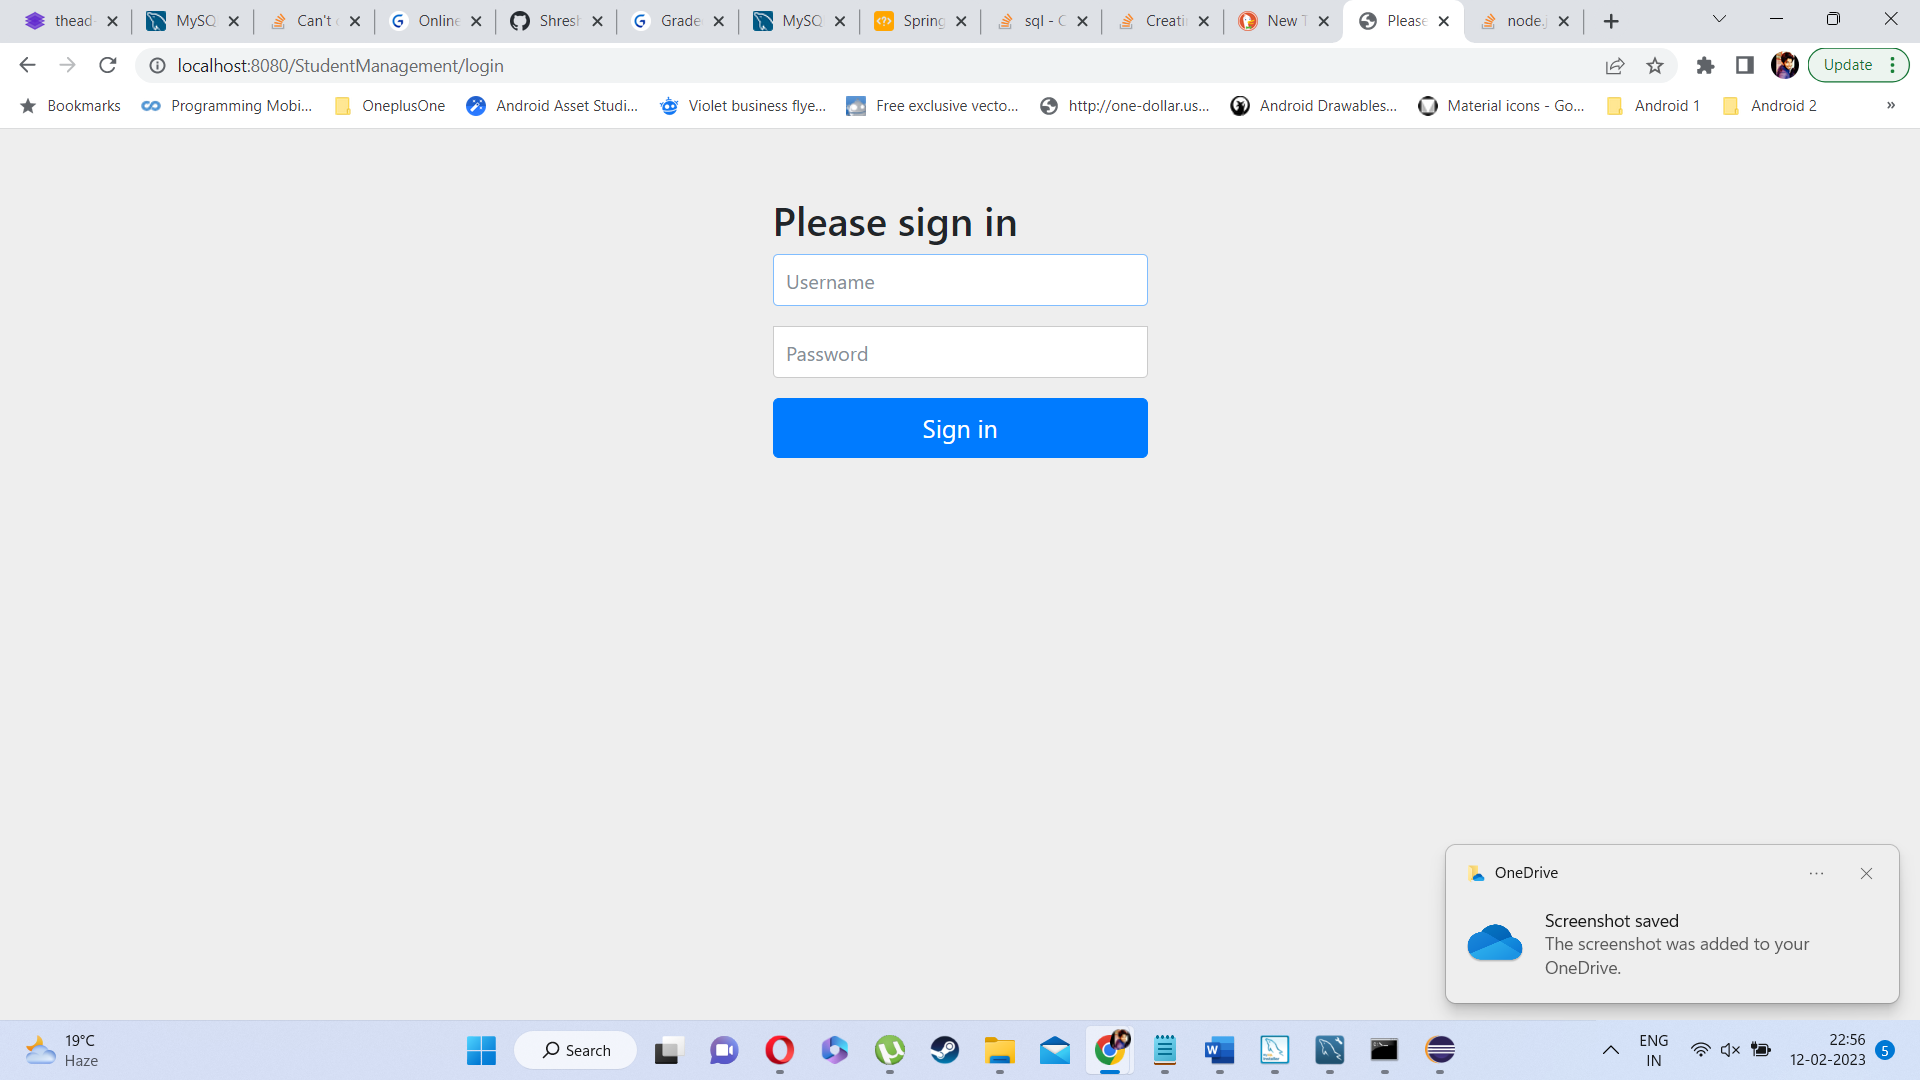 thead
MySQ
Can't
Online
Shresh
Grade
MySQ
Spring
sql - C
Creati
New T
Please
node.j
localhost:8080/StudentManagement/login
Update
Bookmarks
Programming Mobi...
OneplusOne
Android Asset Studi...
Violet business flye...
Free exclusive vecto...
http://one-dollar.us...
Android Drawables...
Material icons - Go...
Android 1
Android 2
»
Please sign in
Username
Password
Sign in
OneDrive
Screenshot saved
The screenshot was added to your
OneDrive.
19°C
Haze
Search
ENG
IN
22:56
12-02-2023
5